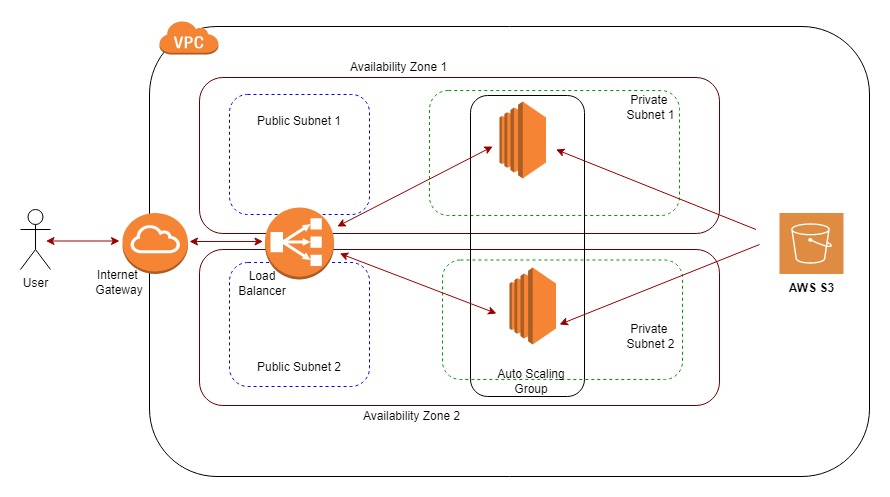 VPC
Availability Zone 1
Public Subnet 1
Private
Subnet 1
User
Internet
Gateway
Load
Balancer
AWS S3
Private
Subnet 2
Public Subnet 2
Auto Scaling
Group
Availability Zone 2